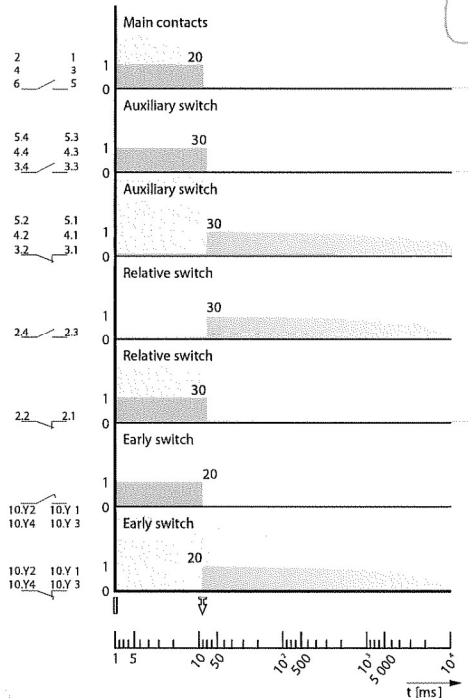 Main contacts
2 1
4 3
6 5
20
1
0
Auxiliary switch
5.4 5.3
4.4 4.3
3.4 3.3
30
1
0
Auxiliary switch
5.2 5.1
4.2 4.1
3.2 3.1
30
1
0
Relative switch
2.4 2.3
30
1
0
Relative switch
2.2 2.1
30
1
0
Early switch
10.Y2 10.Y 1
10.Y4 10.Y 3
20
1
0
Early switch
10.Y2 10.Y 1
10.Y4 10.Y 3
20
1
0
1 5 10 50 10² 500 10³ 5 000 10⁴
t [ms]